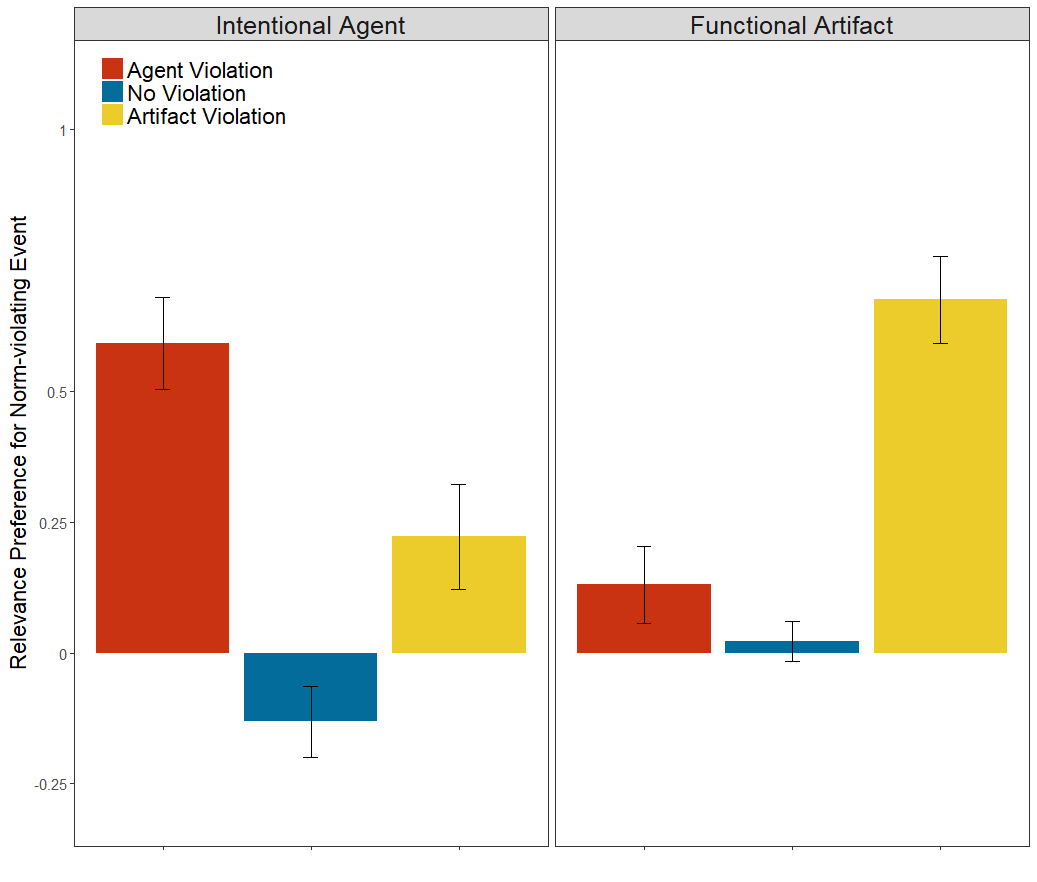 Intentional Agent
Functional Artifact
Agent Violation
No Violation
Artifact Violation
Relevance Preference for Norm-violating Event
1
0.5
0.25
0
-0.25